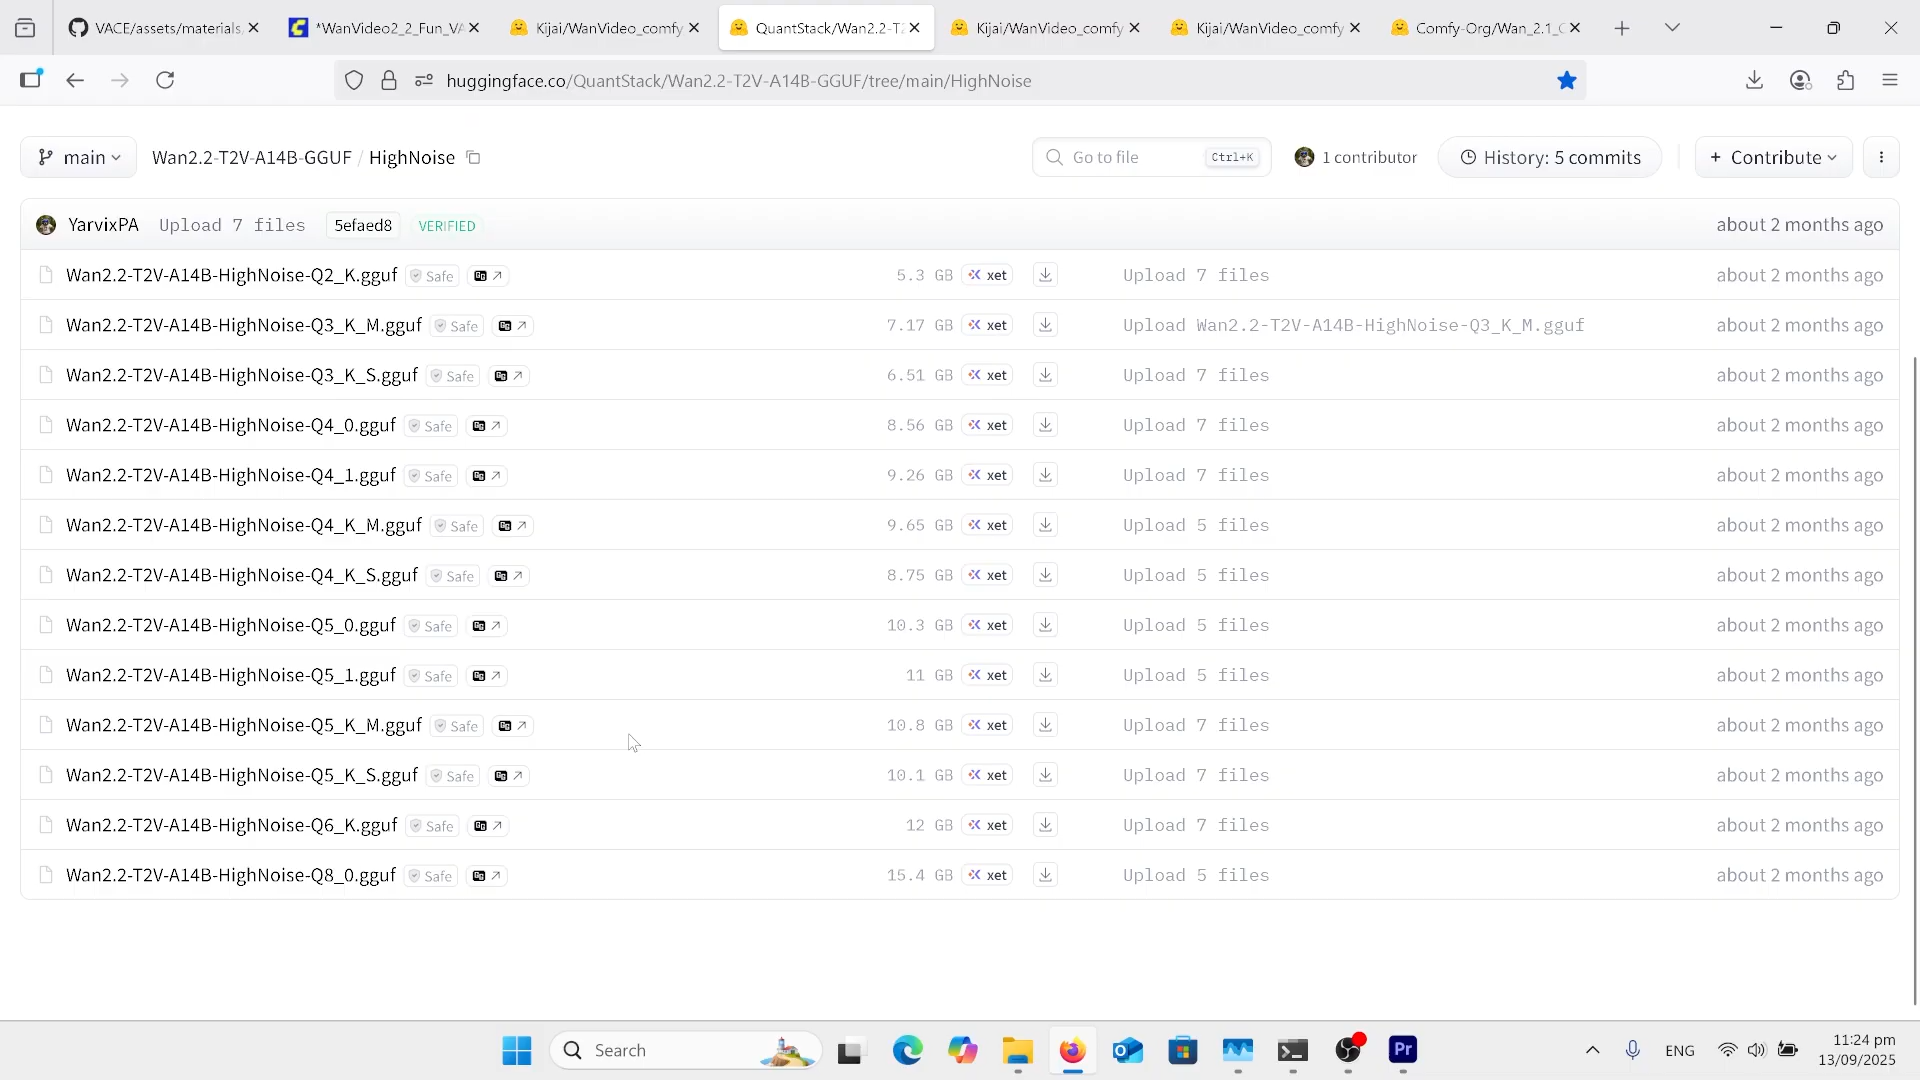 VACE/assets/materials
*WanVideo2_2_Fun_VA
Kijai/WanVideo_comfy
QuantStack/Wan2.2-T2
Kijai/WanVideo_comfy
Kijai/WanVideo_comfy
Comfy-Org/Wan_2.1_C
huggingface.co/QuantStack/Wan2.2-T2V-A14B-GGUF/tree/main/HighNoise
main
Wan2.2-T2V-A14B-GGUF / HighNoise
Go to file Ctrl+K
1 contributor
History: 5 commits
+ Contribute
YarvixPA Upload 7 files 5efaed8 VERIFIED about 2 months ago
Wan2.2-T2V-A14B-HighNoise-Q2_K.gguf Safe 5.3 GB xet Upload 7 files about 2 months ago
Wan2.2-T2V-A14B-HighNoise-Q3_K_M.gguf Safe 7.17 GB xet Upload Wan2.2-T2V-A14B-HighNoise-Q3_K_M.gguf about 2 months ago
Wan2.2-T2V-A14B-HighNoise-Q3_K_S.gguf Safe 6.51 GB xet Upload 7 files about 2 months ago
Wan2.2-T2V-A14B-HighNoise-Q4_0.gguf Safe 8.56 GB xet Upload 7 files about 2 months ago
Wan2.2-T2V-A14B-HighNoise-Q4_1.gguf Safe 9.26 GB xet Upload 7 files about 2 months ago
Wan2.2-T2V-A14B-HighNoise-Q4_K_M.gguf Safe 9.65 GB xet Upload 5 files about 2 months ago
Wan2.2-T2V-A14B-HighNoise-Q4_K_S.gguf Safe 8.75 GB xet Upload 5 files about 2 months ago
Wan2.2-T2V-A14B-HighNoise-Q5_0.gguf Safe 10.3 GB xet Upload 5 files about 2 months ago
Wan2.2-T2V-A14B-HighNoise-Q5_1.gguf Safe 11 GB xet Upload 5 files about 2 months ago
Wan2.2-T2V-A14B-HighNoise-Q5_K_M.gguf Safe 10.8 GB xet Upload 7 files about 2 months ago
Wan2.2-T2V-A14B-HighNoise-Q5_K_S.gguf Safe 10.1 GB xet Upload 7 files about 2 months ago
Wan2.2-T2V-A14B-HighNoise-Q6_K.gguf Safe 12 GB xet Upload 7 files about 2 months ago
Wan2.2-T2V-A14B-HighNoise-Q8_0.gguf Safe 15.4 GB xet Upload 5 files about 2 months ago
Search
Pr
ENG
11:24 pm
13/09/2025